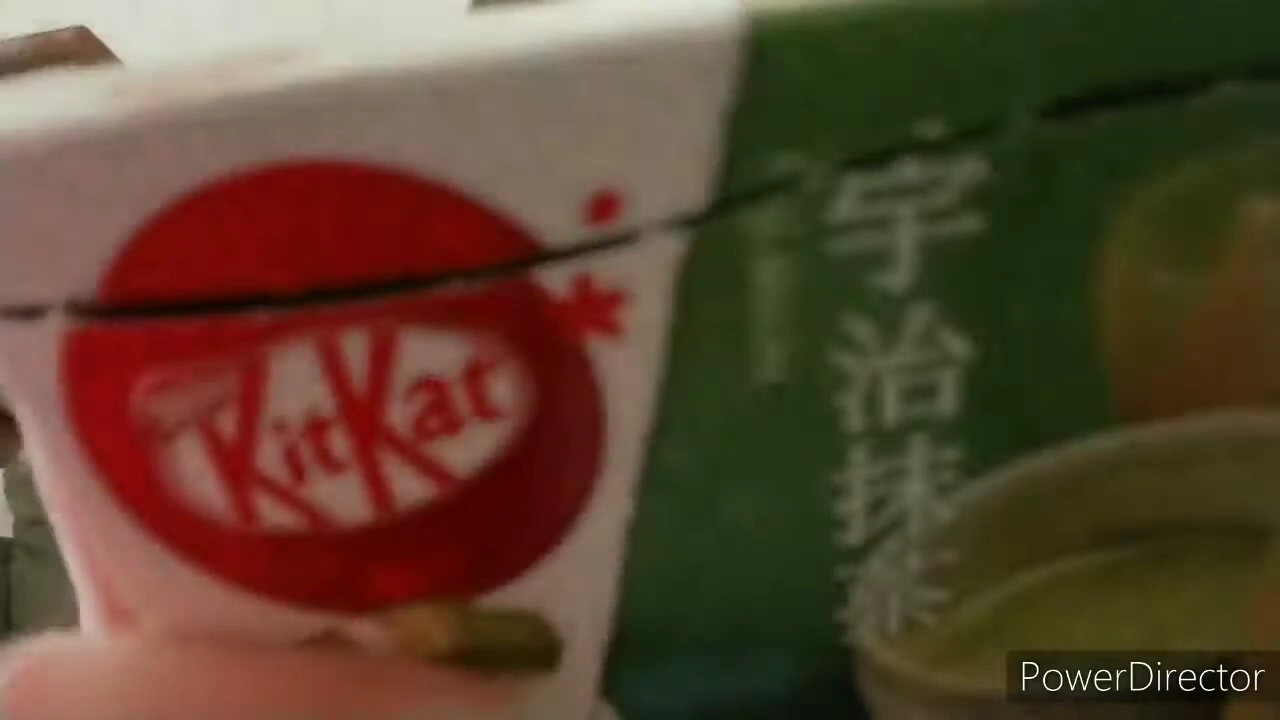 KitKat
宇治抹茶
PowerDirector